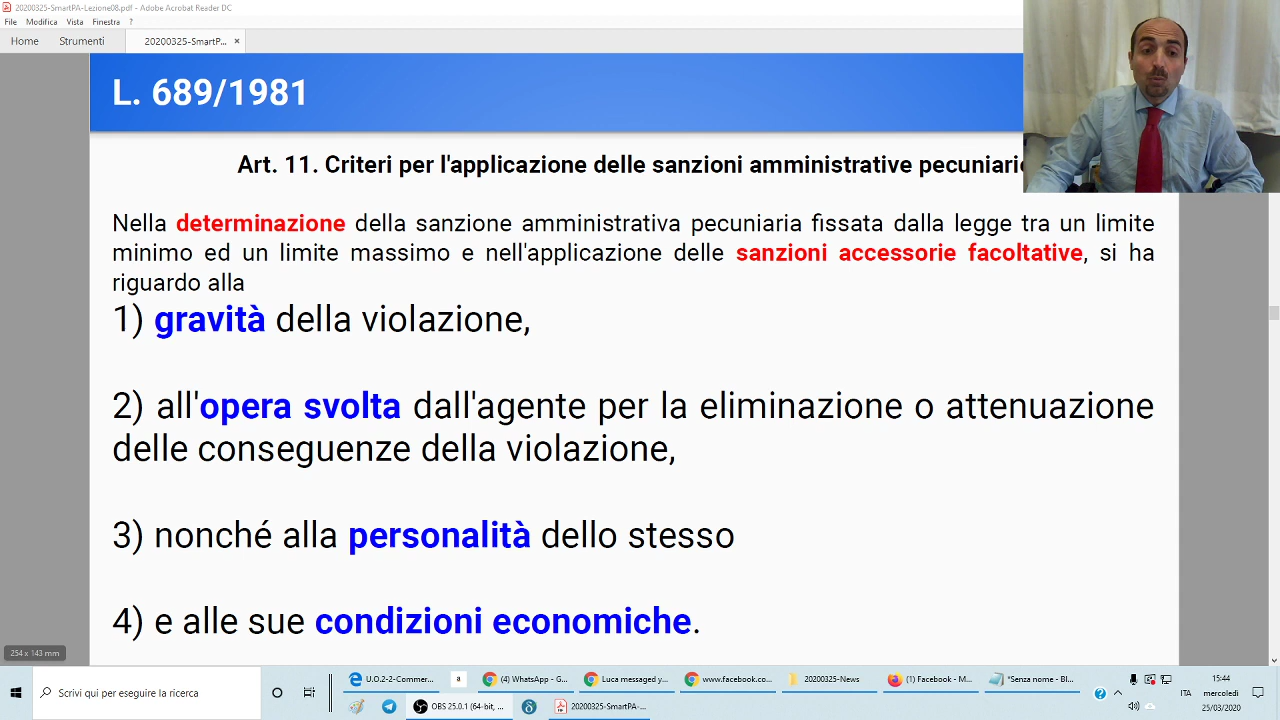 20200325-SmartPA-Lezione08.pdf - Adobe Acrobat Reader DC
File Modifica Vista Finestra ?
Home Strumenti 20200325-SmartP... ×
L. 689/1981
Art. 11. Criteri per l'applicazione delle sanzioni amministrative pecuniarie
Nella determinazione della sanzione amministrativa pecuniaria fissata dalla legge tra un limite
minimo ed un limite massimo e nell'applicazione delle sanzioni accessorie facoltative, si ha
riguardo alla
1) gravità della violazione,
2) all'opera svolta dall'agente per la eliminazione o attenuazione
delle conseguenze della violazione,
3) nonché alla personalità dello stesso
4) e alle sue condizioni economiche.
254 x 143 mm
Scrivi qui per eseguire la ricerca
U.O.2-2-Commer... a (4) WhatsApp - G... Luca messaged y... www.facebook.co... 20200325-News (1) Facebook - M... *Senza nome - Bl...
OBS 25.0.1 (64-bit, ... 20200325-SmartPA-...
ITA
15:44
mercoledì
25/03/2020